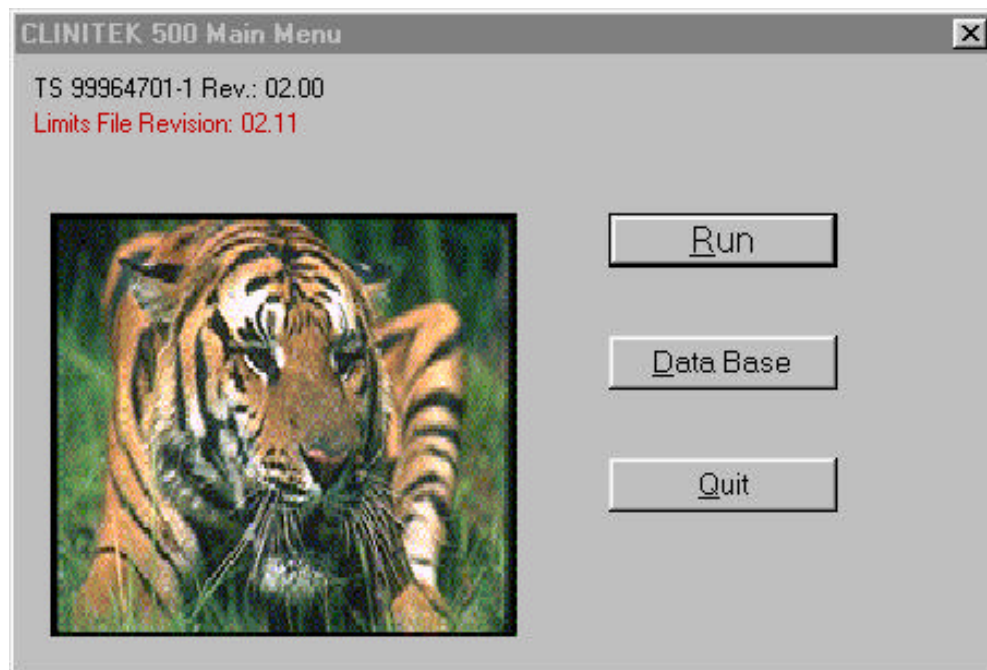 CLINITEK 500 Main Menu
TS 99964701-1 Rev.: 02.00
Limits File Revision: 02.11
Run
Data Base
Quit